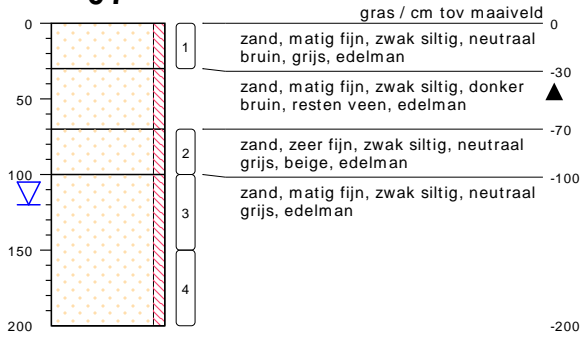 gras / cm tov maaiveld
0
0
1
zand, matig fijn, zwak siltig, neutraal
bruin, grijs, edelman
-30
50
zand, matig fijn, zwak siltig, donker
bruin, resten veen, edelman
-70
2
zand, zeer fijn, zwak siltig, neutraal
grijs, beige, edelman
100
-100
3
zand, matig fijn, zwak siltig, neutraal
grijs, edelman
150
4
200
-200